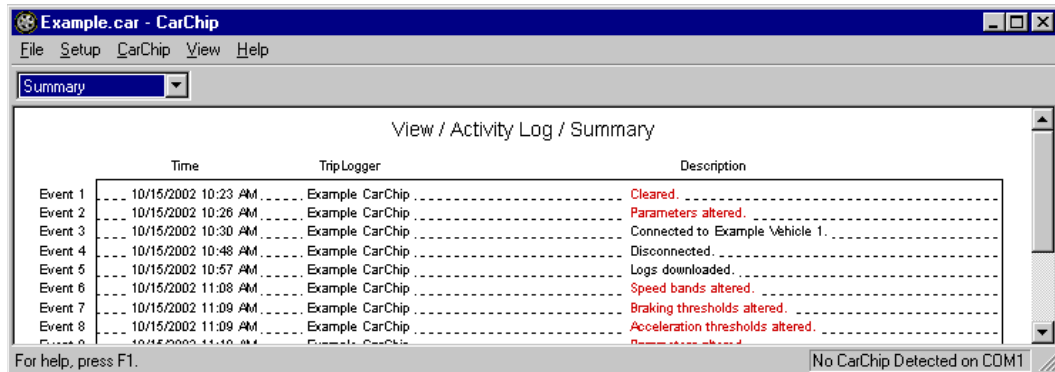 Example.car - CarChip
File Setup CarChip View Help
Summary
View / Activity Log / Summary
Time TripLogger Description
Event 1 10/15/2002 10:23 AM Example CarChip Cleared.
Event 2 10/15/2002 10:26 AM Example CarChip Parameters altered.
Event 3 10/15/2002 10:30 AM Example CarChip Connected to Example Vehicle 1.
Event 4 10/15/2002 10:48 AM Example CarChip Disconnected.
Event 5 10/15/2002 10:57 AM Example CarChip Logs downloaded.
Event 6 10/15/2002 11:08 AM Example CarChip Speed bands altered.
Event 7 10/15/2002 11:09 AM Example CarChip Braking thresholds altered.
Event 8 10/15/2002 11:09 AM Example CarChip Acceleration thresholds altered.
For help, press F1. No CarChip Detected on COM1